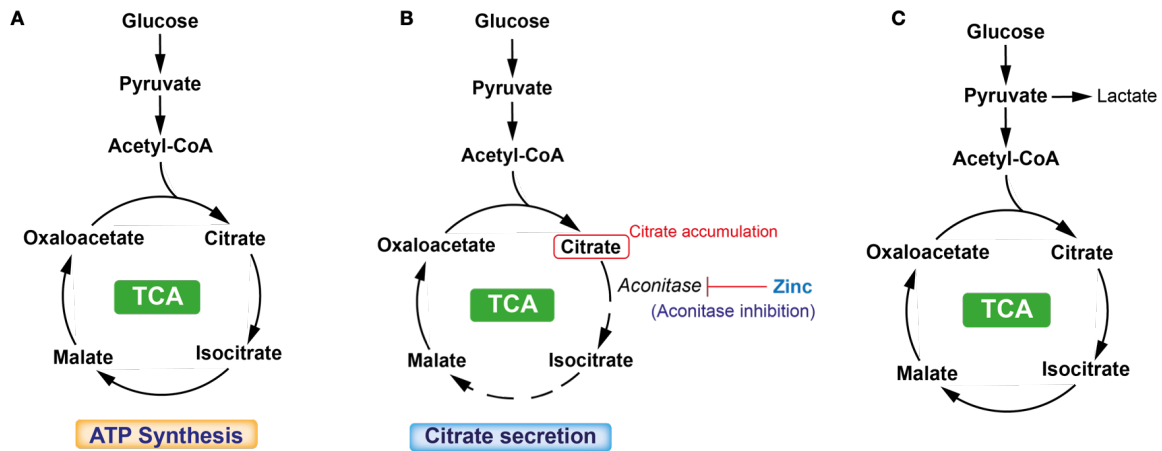 A
Glucose
Pyruvate
Acetyl-CoA
Oxaloacetate
Citrate
TCA
Malate
Isocitrate
ATP Synthesis
B
Glucose
Pyruvate
Acetyl-CoA
Oxaloacetate
Citrate
Citrate accumulation
Aconitase
Zinc
(Aconitase inhibition)
TCA
Malate
Isocitrate
Citrate secretion
C
Glucose
Pyruvate
Lactate
Acetyl-CoA
Oxaloacetate
Citrate
TCA
Malate
Isocitrate